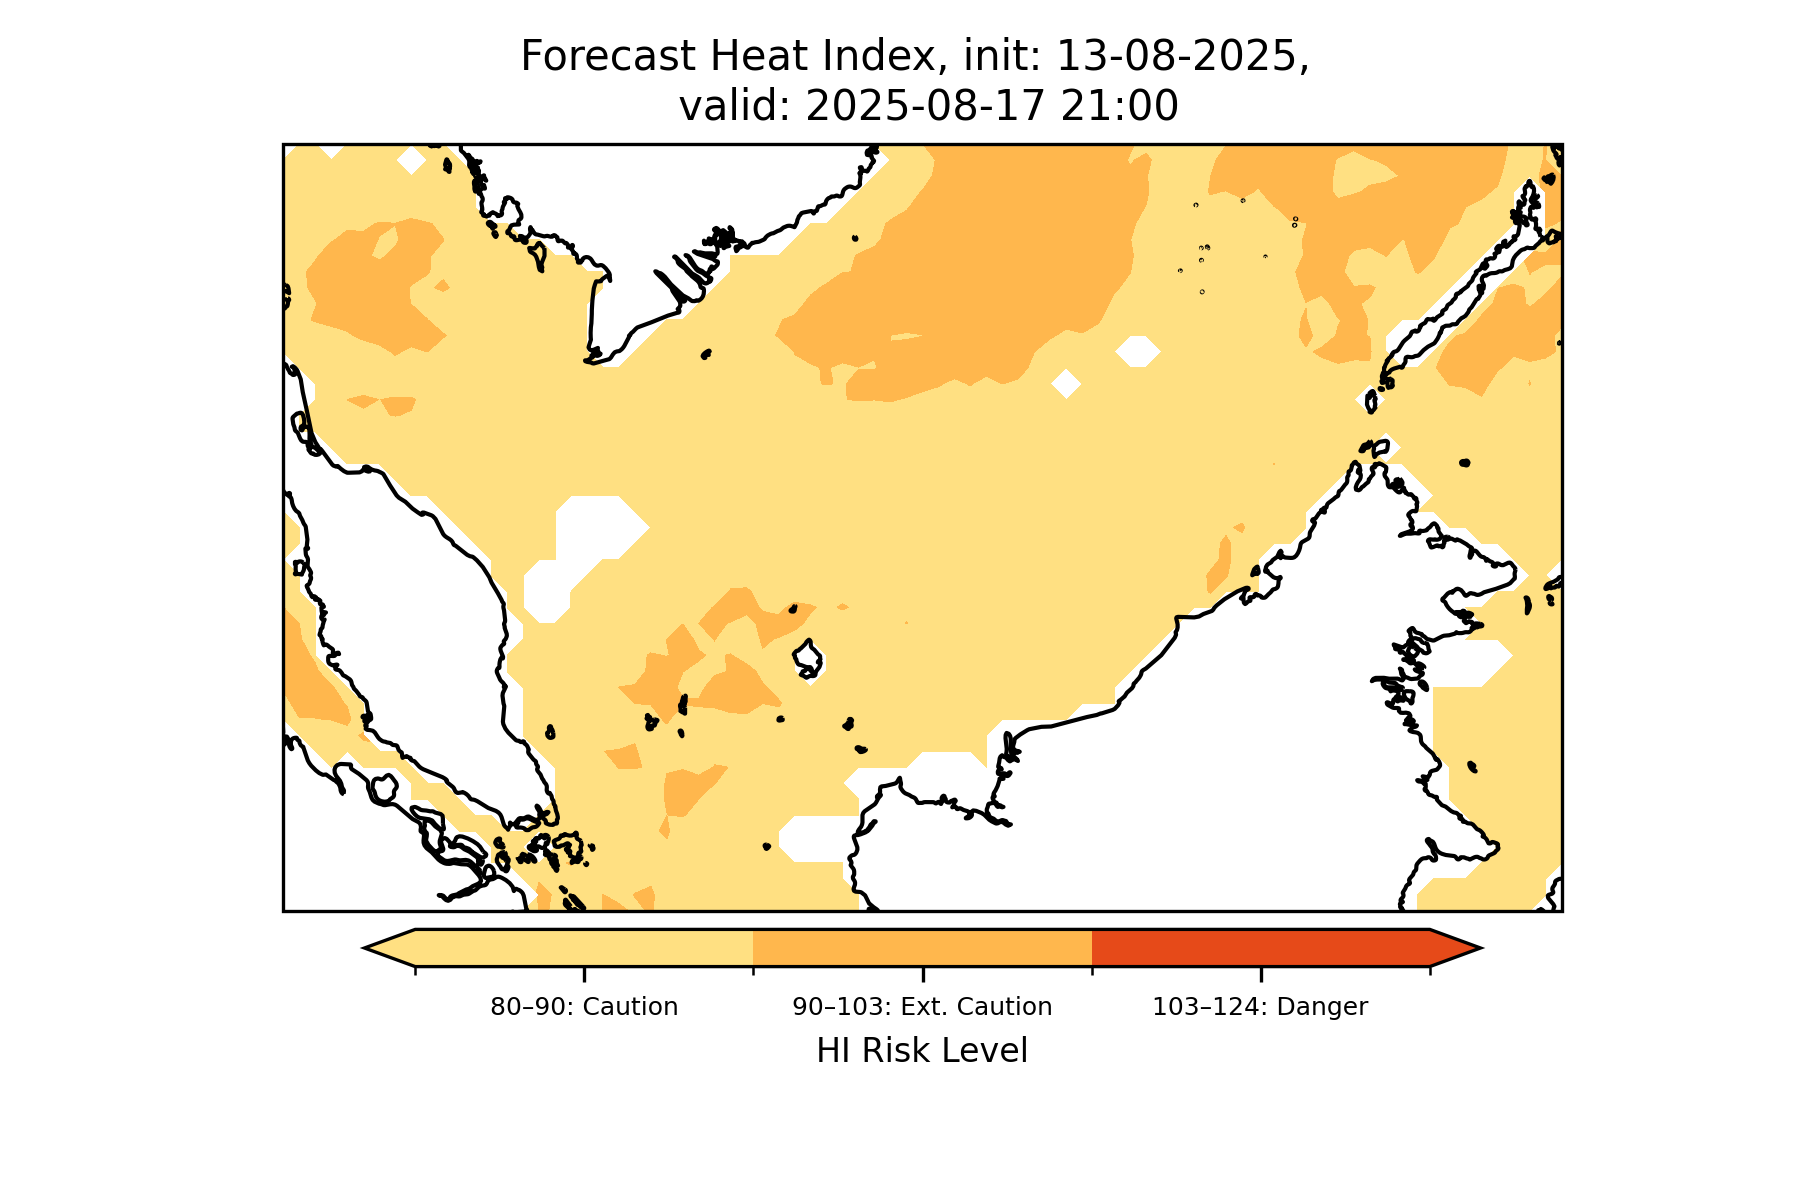 Forecast Heat Index, init: 13-08-2025,
valid: 2025-08-17 21:00
80–90: Caution
90–103: Ext. Caution
103–124: Danger
HI Risk Level